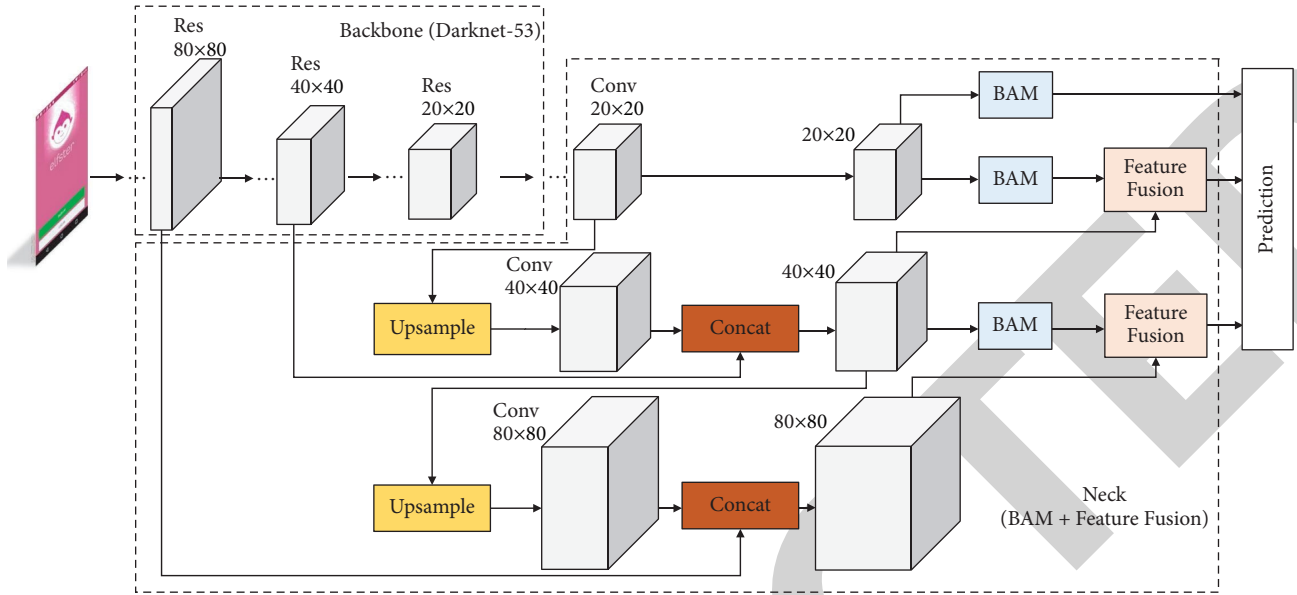 Backbone (Darknet-53)
Res
80×80
Res
40×40
Res
20×20
Conv
20×20
20×20
BAM
BAM
Feature
Fusion
Prediction
elfster
Upsample
Conv
40×40
Concat
40×40
BAM
Feature
Fusion
Upsample
Conv
80×80
Concat
80×80
Neck
(BAM + Feature Fusion)